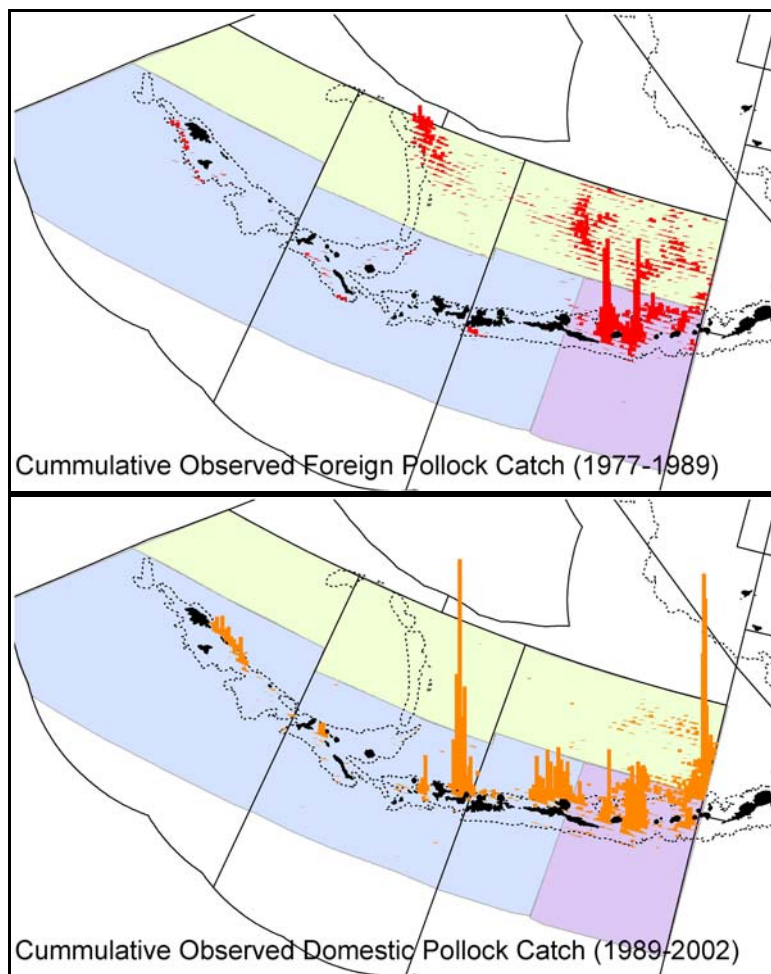 Cummulative Observed Foreign Pollock Catch (1977-1989)
Cummulative Observed Domestic Pollock Catch (1989-2002)